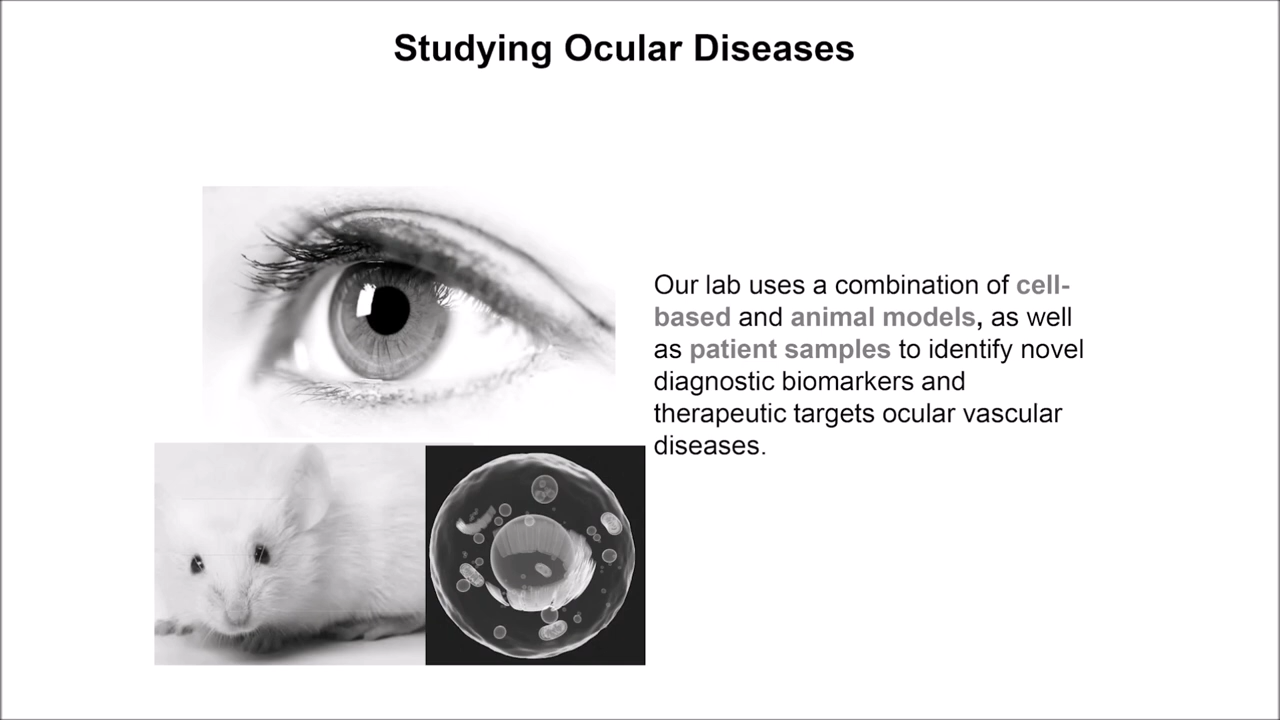 Studying Ocular Diseases
Our lab uses a combination of cell-
based and animal models, as well
as patient samples to identify novel
diagnostic biomarkers and
therapeutic targets ocular vascular
diseases.